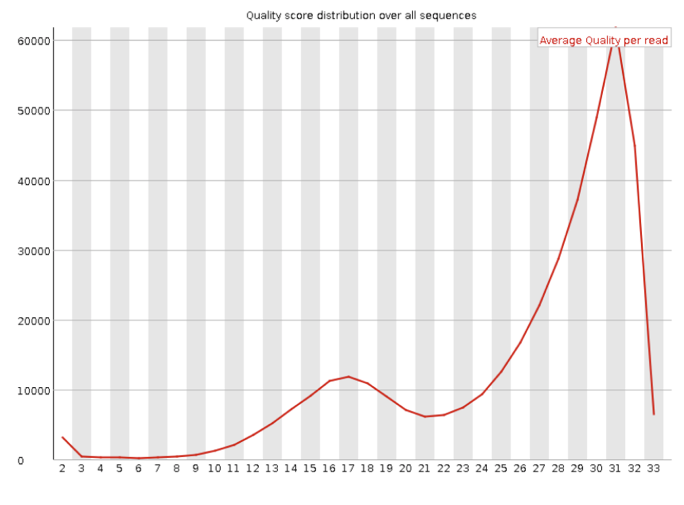 Quality score distribution over all sequences
Average Quality per read
60000
50000
40000
30000
20000
10000
0
2 3 4 5 6 7 8 9 10 11 12 13 14 15 16 17 18 19 20 21 22 23 24 25 26 27 28 29 30 31 32 33